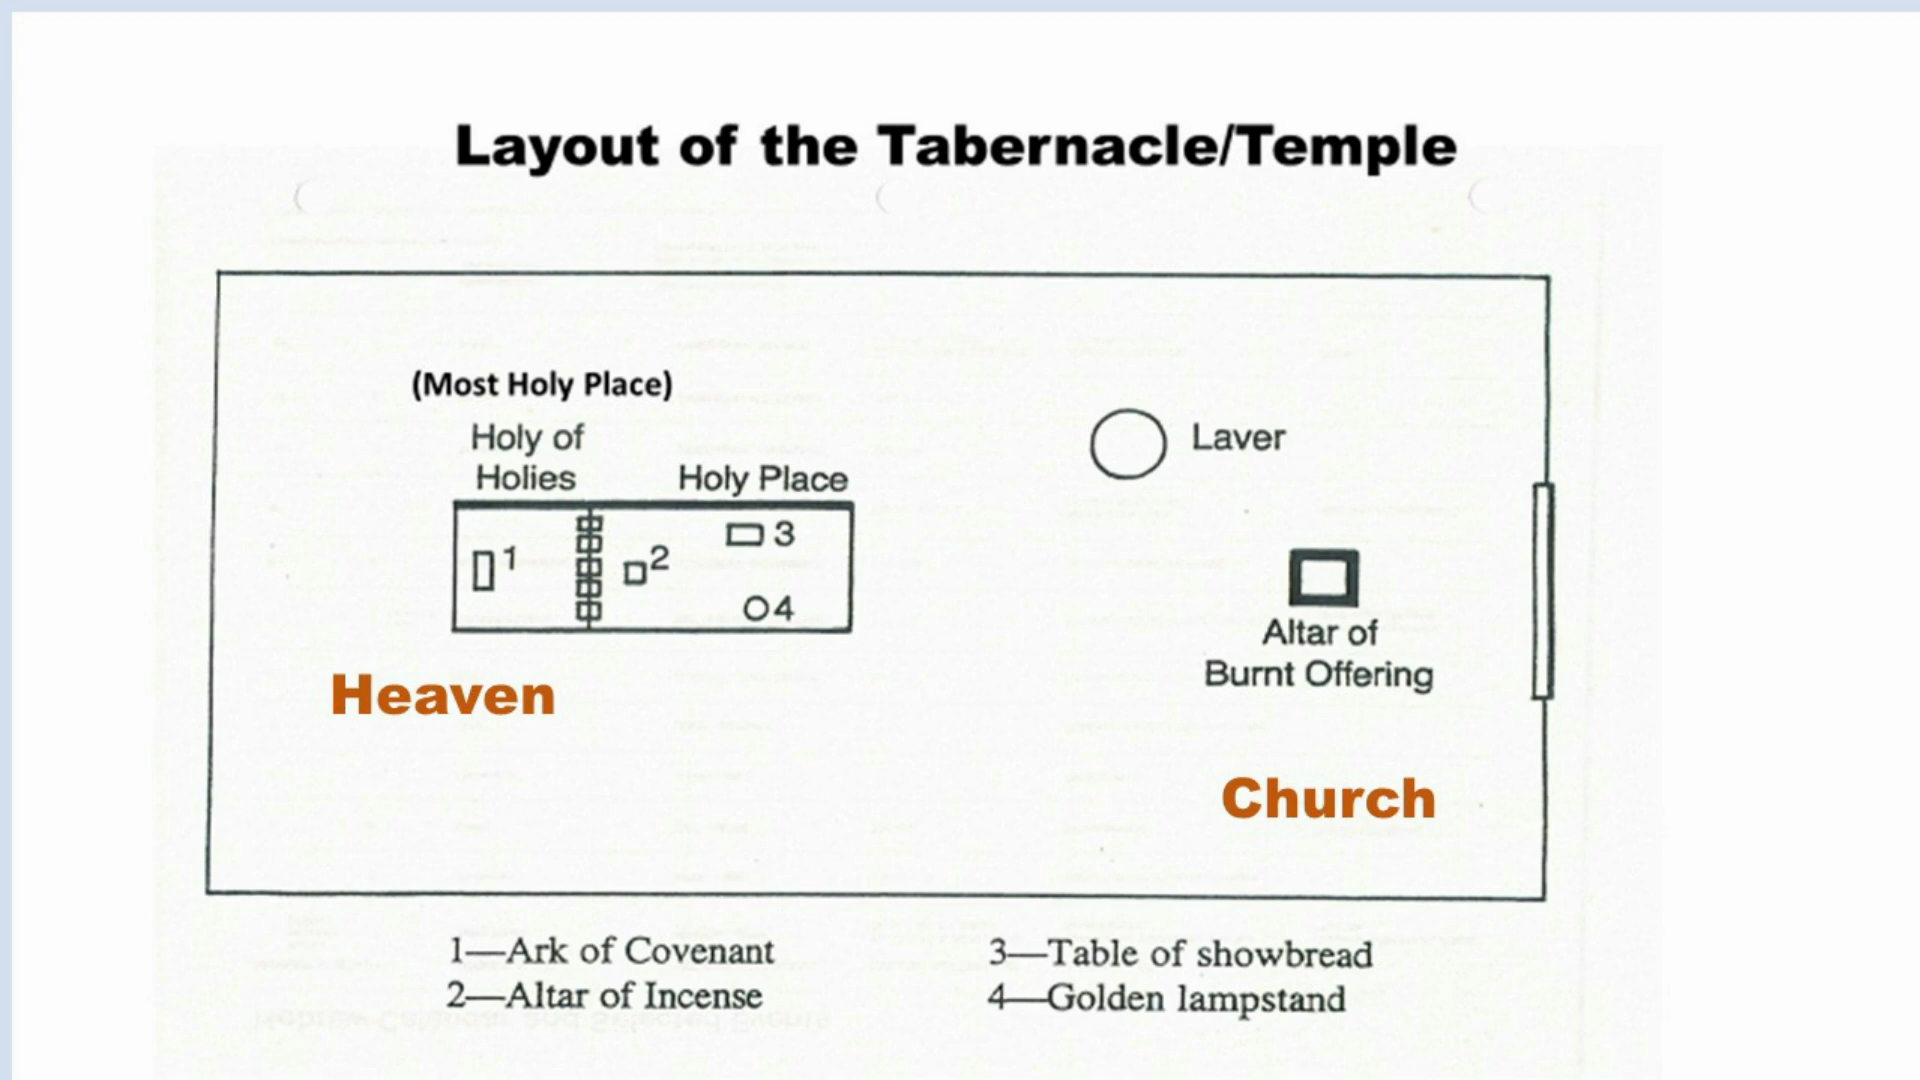 Layout of the Tabernacle/Temple
(Most Holy Place)
Holy of
Holies
Holy Place
1
2
3
4
Laver
Altar of
Burnt Offering
Heaven
Church
1—Ark of Covenant
2—Altar of Incense
3—Table of showbread
4—Golden lampstand